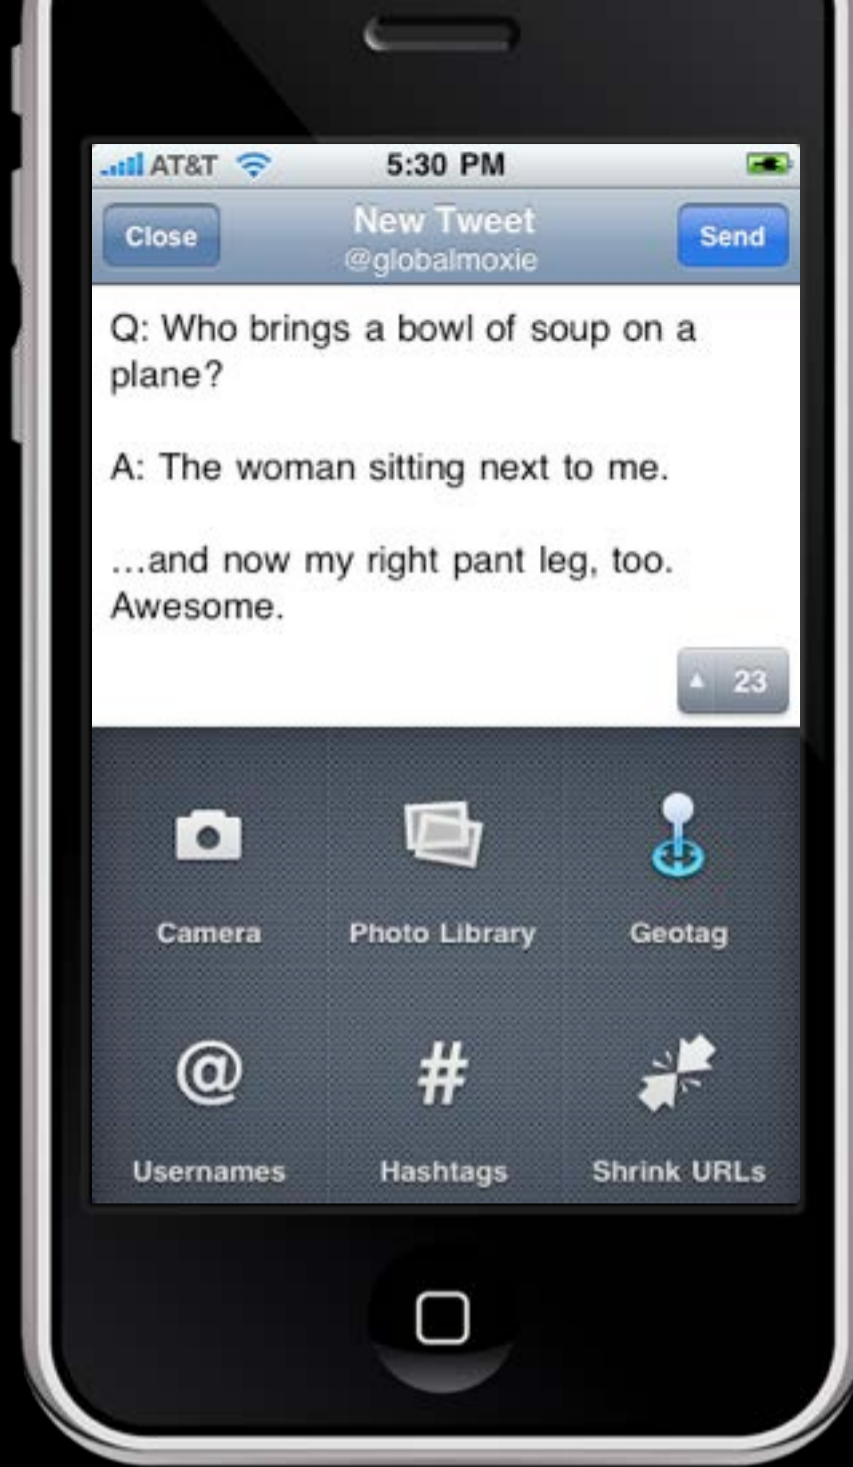 AT&T 5:30 PM
Close New Tweet Send
@globalmoxie
Q: Who brings a bowl of soup on a
plane?
A: The woman sitting next to me.
...and now my right pant leg, too.
Awesome.
23
Camera Photo Library Geotag
@ #
Usernames Hashtags Shrink URLs